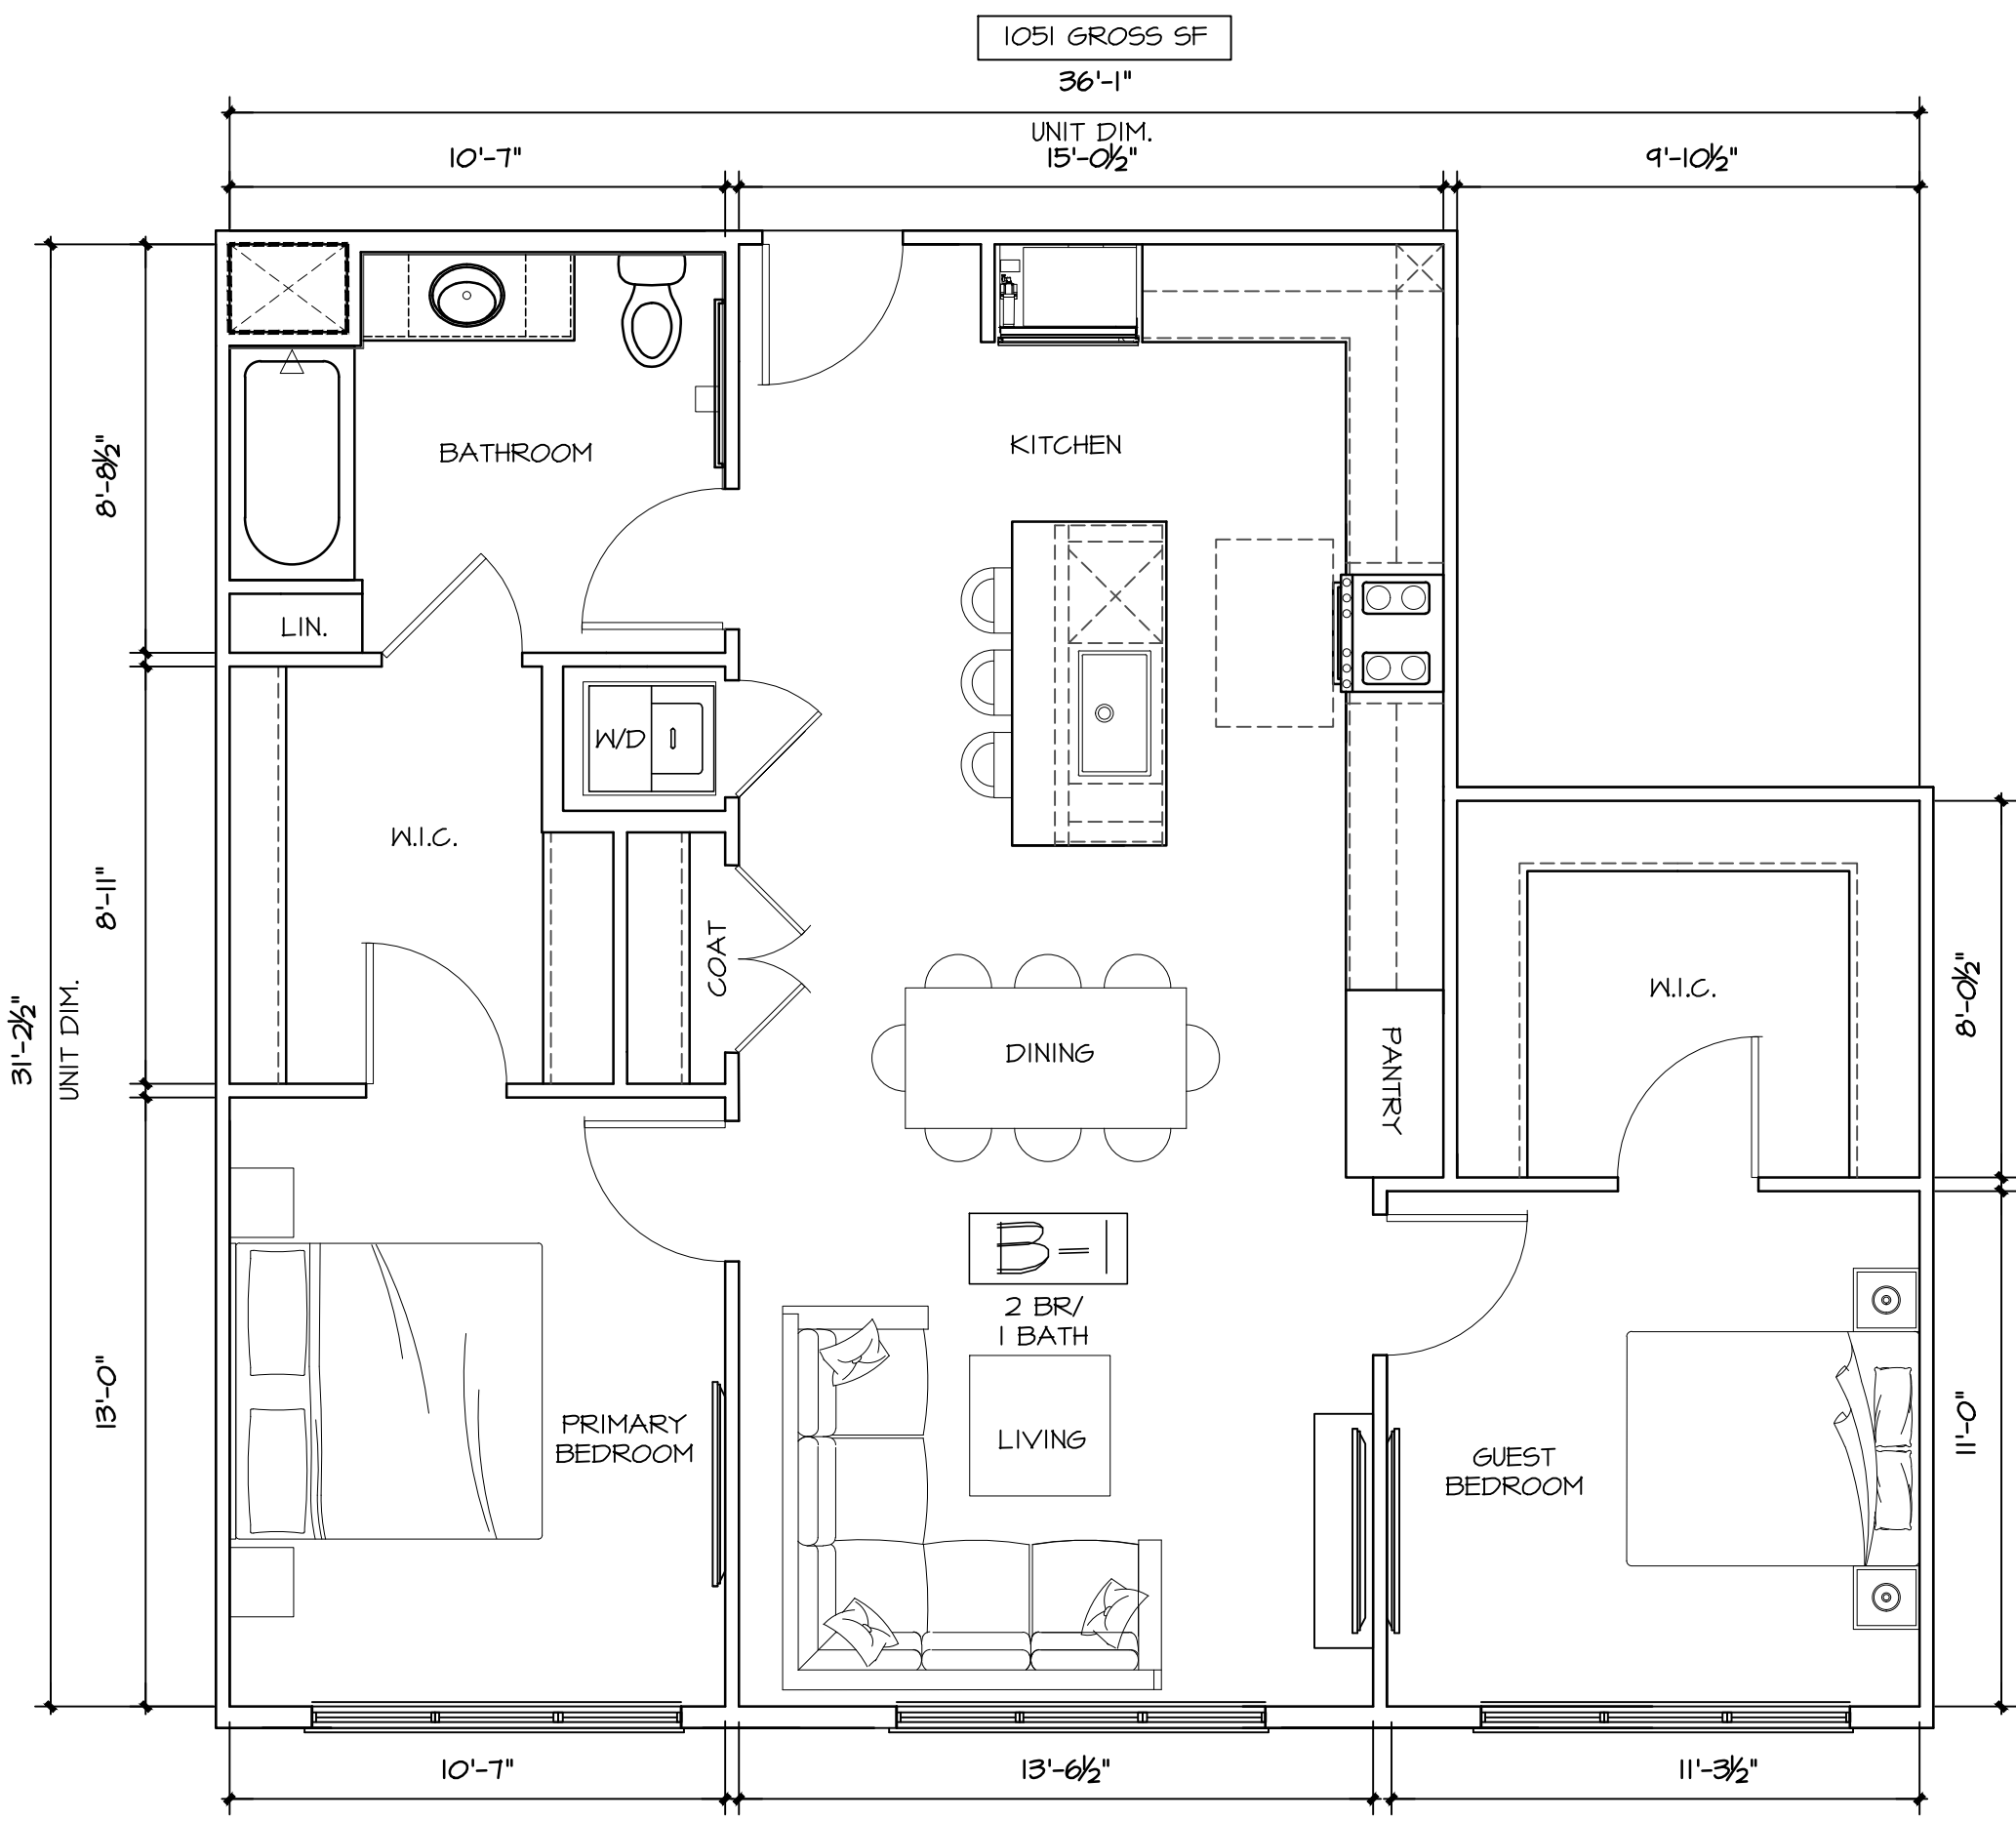 1051 GROSS SF
36'-1"
UNIT DIM.
10'-7"
15'-0½"
9'-10½"
8'-8½"
BATHROOM
KITCHEN
LIN.
W/D
W.I.C.
8'-11"
COAT
31'-2½"
UNIT DIM.
DINING
PANTRY
W.I.C.
8'-0½"
B-1
2 BR/
1 BATH
13'-0"
PRIMARY
BEDROOM
LIVING
GUEST
BEDROOM
11'-0"
10'-7"
13'-6½"
11'-3½"